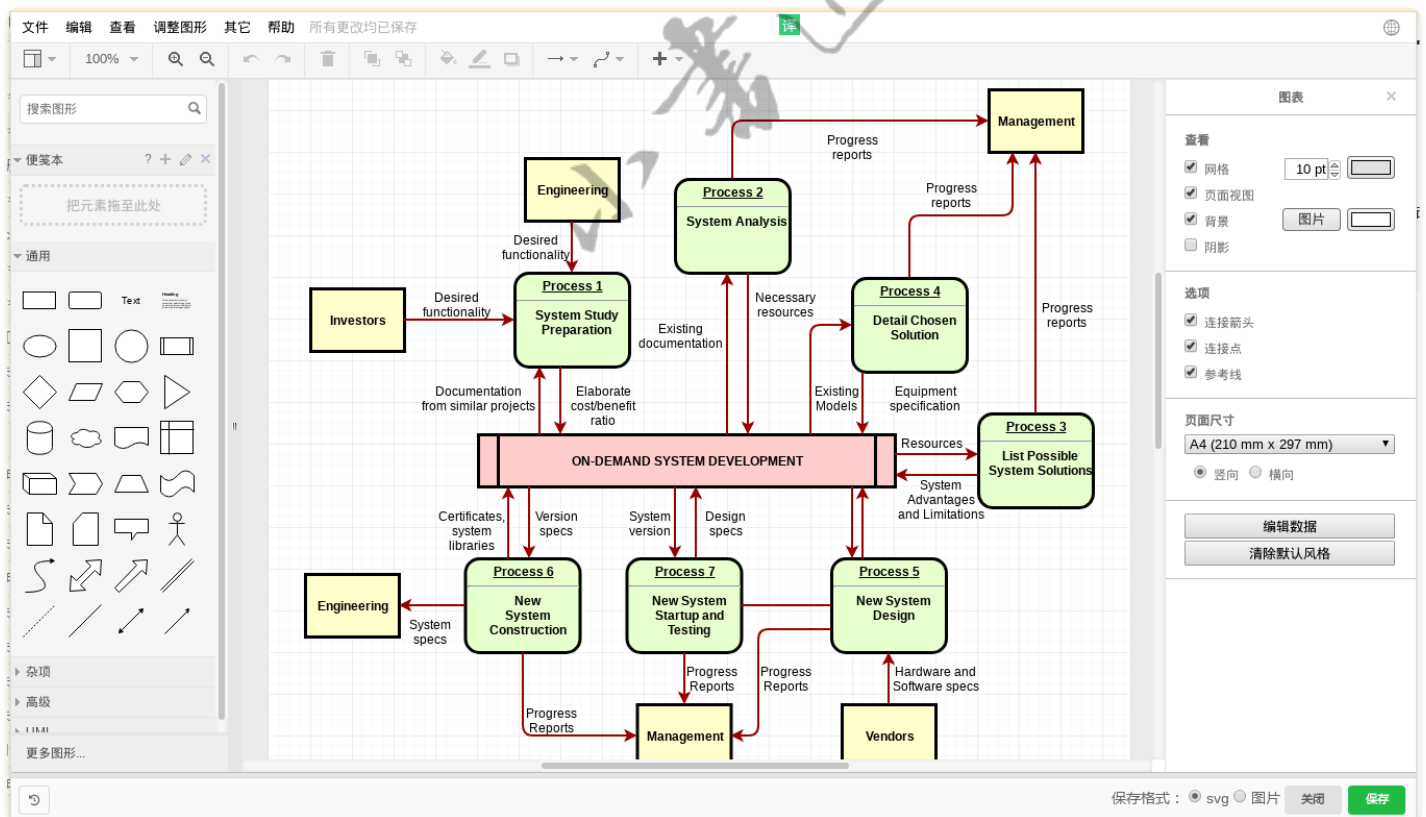 文件 编辑 查看 调整图形 其它 帮助 所有更改均已保存
译
100%
搜索图形
便笺本 ?
把元素拖至此处
通用
Text
Heading
杂项
高级
UML
更多图形...
Management
Progress
reports
Engineering
Process 2
System Analysis
Progress
reports
Desired
functionality
Process 1
System Study
Preparation
Process 4
Detail Chosen
Solution
Investors
Desired
functionality
Necessary
resources
Existing
documentation
Progress
reports
Documentation
from similar projects
Elaborate
cost/benefit
ratio
Existing
Models
Equipment
specification
Process 3
List Possible
System Solutions
Resources
ON-DEMAND SYSTEM DEVELOPMENT
System
Advantages
and Limitations
Certificates,
system
libraries
Version
specs
System
version
Design
specs
Process 6
New
System
Construction
Process 7
New System
Startup and
Testing
Process 5
New System
Design
Engineering
System
specs
Progress
Reports
Progress
Reports
Progress
Reports
Hardware and
Software specs
Management
Vendors
图表
查看
网格 10 pt
页面视图
背景 图片
阴影
选项
连接箭头
连接点
参考线
页面尺寸
A4 (210 mm x 297 mm)
竖向 横向
编辑数据
清除默认风格
保存格式： svg 图片 关闭 保存